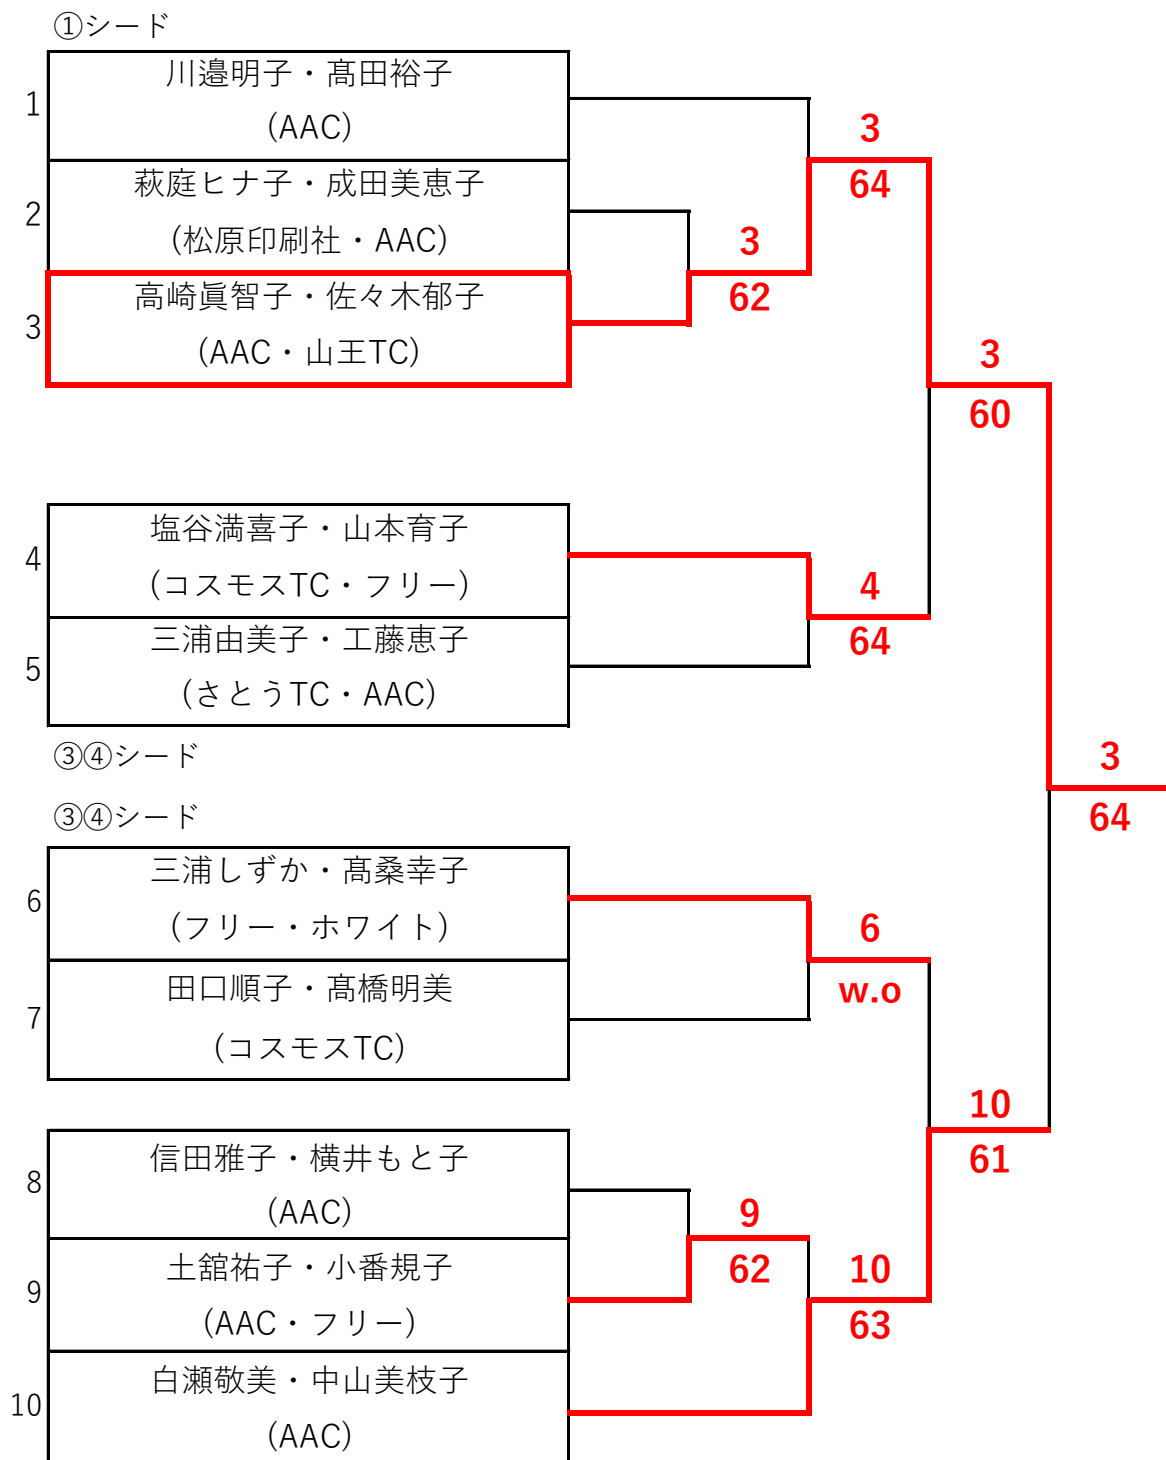 ①シード
1
川邉明子・髙田裕子
(AAC)
2
萩庭ヒナ子・成田美恵子
(松原印刷社・AAC)
3
高崎眞智子・佐々木郁子
(AAC・山王TC)
4
塩谷満喜子・山本育子
(コスモスTC・フリー)
5
三浦由美子・工藤恵子
(さとうTC・AAC)
③④シード
③④シード
6
三浦しずか・髙桑幸子
(フリー・ホワイト)
7
田口順子・髙橋明美
(コスモスTC)
8
信田雅子・横井もと子
(AAC)
9
土舘祐子・小番規子
(AAC・フリー)
10
白瀬敬美・中山美枝子
(AAC)
3
62
9
62
3
64
4
64
6
w.o
10
63
3
60
10
61
3
64